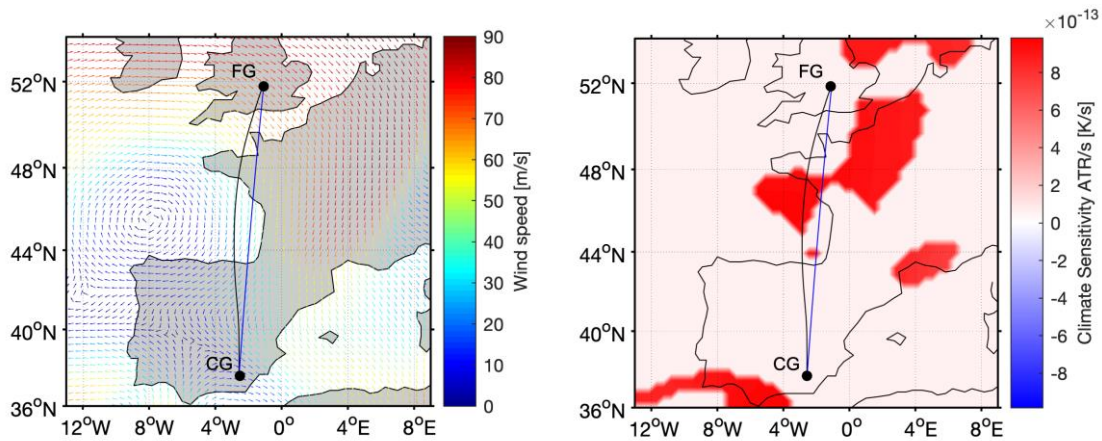 FG
CG
52°N
48°N
44°N
40°N
36°N
12°W 8°W 4°W 0°E 4°E 8°E
90
80
70
60
50
40
30
20
10
0
Wind speed [m/s]
FG
CG
52°N
48°N
44°N
40°N
36°N
12°W 8°W 4°W 0°E 4°E 8°E
×10⁻¹³
8
6
4
2
0
-2
-4
-6
-8
Climate Sensitivity ATR/s [K/s]